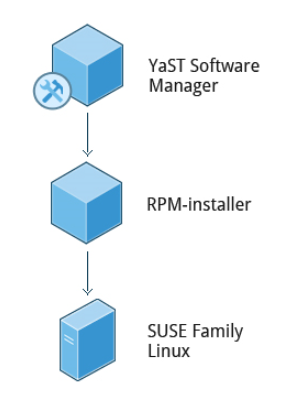 YaST Software
Manager
RPM-installer
SUSE Family
Linux